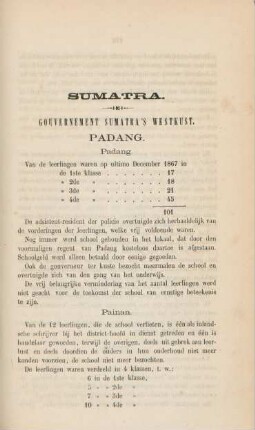 SUMATRA.
GOUVERNEMENT SUMATRA'S WESTKUST.
PADANG.
Padang.
Van de leerlingen waren op ultimo December 1867 in
de 1ste klasse . . . . . . . 17
» 2de » . . . . . . . 18
» 3de » . . . . . . . 21
» 4de » . . . . . . . 45
101
De adsistent-resident der policie overtuigde zich herhaaldelijk van
de vorderingen der leerlingen, welke vrij voldoende waren.
Nog immer werd school gehouden in het lokaal, dat door den
voormaligen regent van Padang kosteloos daartoe is afgestaan.
Schoolgeld werd alleen betaald door eenige gegoeden.
Ook de gouverneur ter kuste bezocht meermalen de school en
overtuigde zich van den gang van het onderwijs.
De vrij belangrijke vermindering van het aantal leerlingen werd
niet geacht voor de toekomst der school van ernstige beteekenis
te zijn.
Painan.
Van de 12 leerlingen, die de school verlieten, is één als inland-
sche schrijver bij het district-hoofd in dienst getreden en één is
handelaar geworden, terwijl de overigen, deels uit gebrek aan leer-
lust en deels doordien de ouders in hun onderhoud niet meer
konden voorzien, de school niet meer bezochten.
De leerlingen waren verdeeld in 4 klassen, t. w.:
6 in de 1ste klasse,
5 » » 2de »
7 » » 3de »
10 » » 4de »